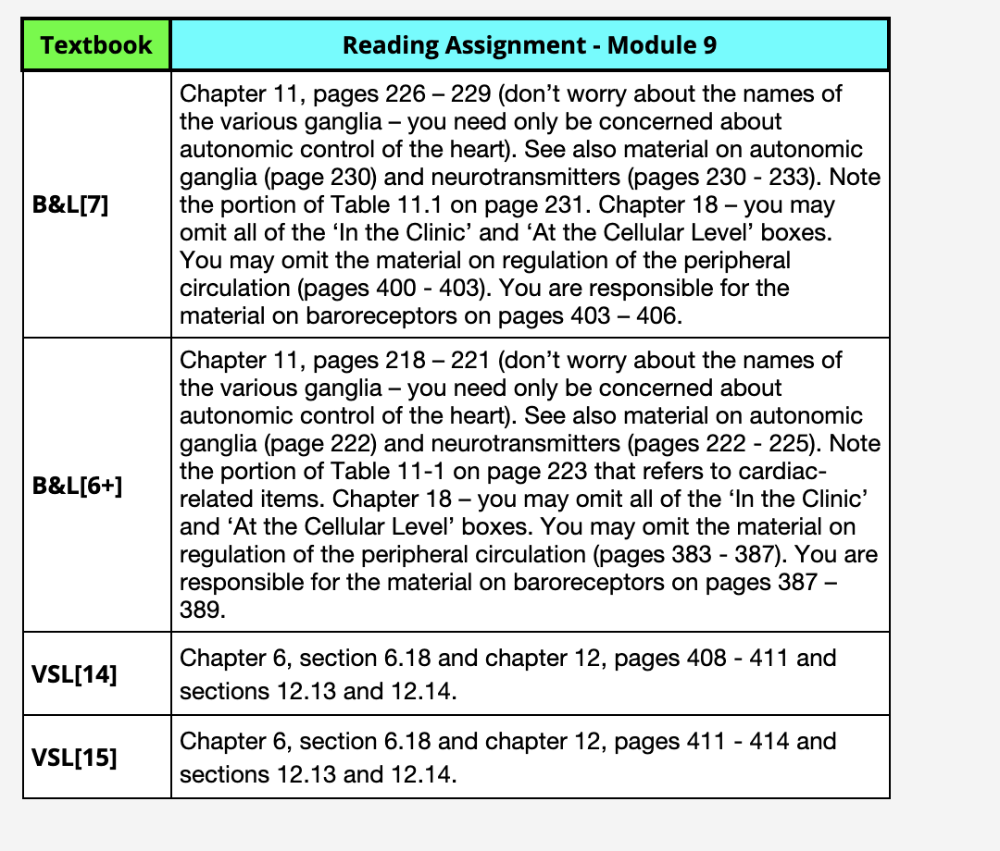 Textbook
Reading Assignment - Module 9
B&L[7]
Chapter 11, pages 226 – 229 (don’t worry about the names of
the various ganglia – you need only be concerned about
autonomic control of the heart). See also material on autonomic
ganglia (page 230) and neurotransmitters (pages 230 - 233). Note
the portion of Table 11.1 on page 231. Chapter 18 – you may
omit all of the ‘In the Clinic’ and ‘At the Cellular Level’ boxes.
You may omit the material on regulation of the peripheral
circulation (pages 400 - 403). You are responsible for the
material on baroreceptors on pages 403 – 406.
B&L[6+]
Chapter 11, pages 218 – 221 (don’t worry about the names of
the various ganglia – you need only be concerned about
autonomic control of the heart). See also material on autonomic
ganglia (page 222) and neurotransmitters (pages 222 - 225). Note
the portion of Table 11-1 on page 223 that refers to cardiac-
related items. Chapter 18 – you may omit all of the ‘In the Clinic’
and ‘At the Cellular Level’ boxes. You may omit the material on
regulation of the peripheral circulation (pages 383 - 387). You are
responsible for the material on baroreceptors on pages 387 –
389.
VSL[14]
Chapter 6, section 6.18 and chapter 12, pages 408 - 411 and
sections 12.13 and 12.14.
VSL[15]
Chapter 6, section 6.18 and chapter 12, pages 411 - 414 and
sections 12.13 and 12.14.